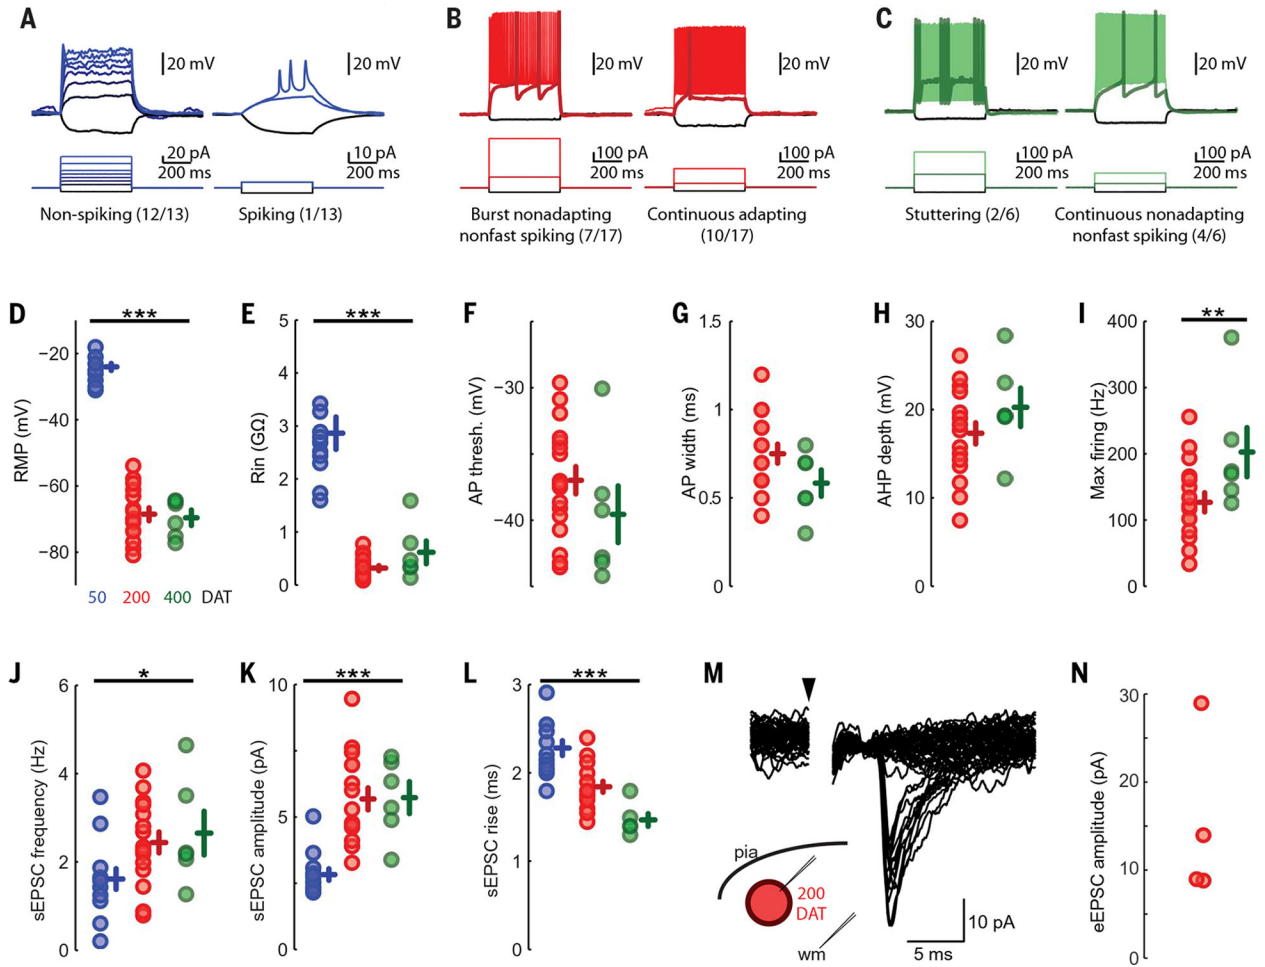 A
20 mV
20 mV
20 pA
200 ms
10 pA
200 ms
Non-spiking (12/13)
Spiking (1/13)
B
20 mV
20 mV
100 pA
200 ms
100 pA
200 ms
Burst nonadapting
nonfast spiking (7/17)
Continuous adapting
(10/17)
C
20 mV
20 mV
100 pA
200 ms
100 pA
200 ms
Stuttering (2/6)
Continuous nonadapting
nonfast spiking (4/6)
D
***
RMP (mV)
−20
−40
−60
−80
50 200 400 DAT
E
***
Rin (GΩ)
5
4
3
2
1
0
F
AP thresh. (mV)
−30
−40
G
AP width (ms)
1.5
1
0.5
0
H
AHP depth (mV)
30
20
10
0
I
**
Max firing (Hz)
400
300
200
100
0
J
*
sEPSC frequency (Hz)
6
4
2
0
K
***
sEPSC amplitude (pA)
10
5
0
L
***
sEPSC rise (ms)
3
2
1
0
M
pia
200
DAT
wm
10 pA
5 ms
N
eEPSC amplitude (pA)
30
20
10
0